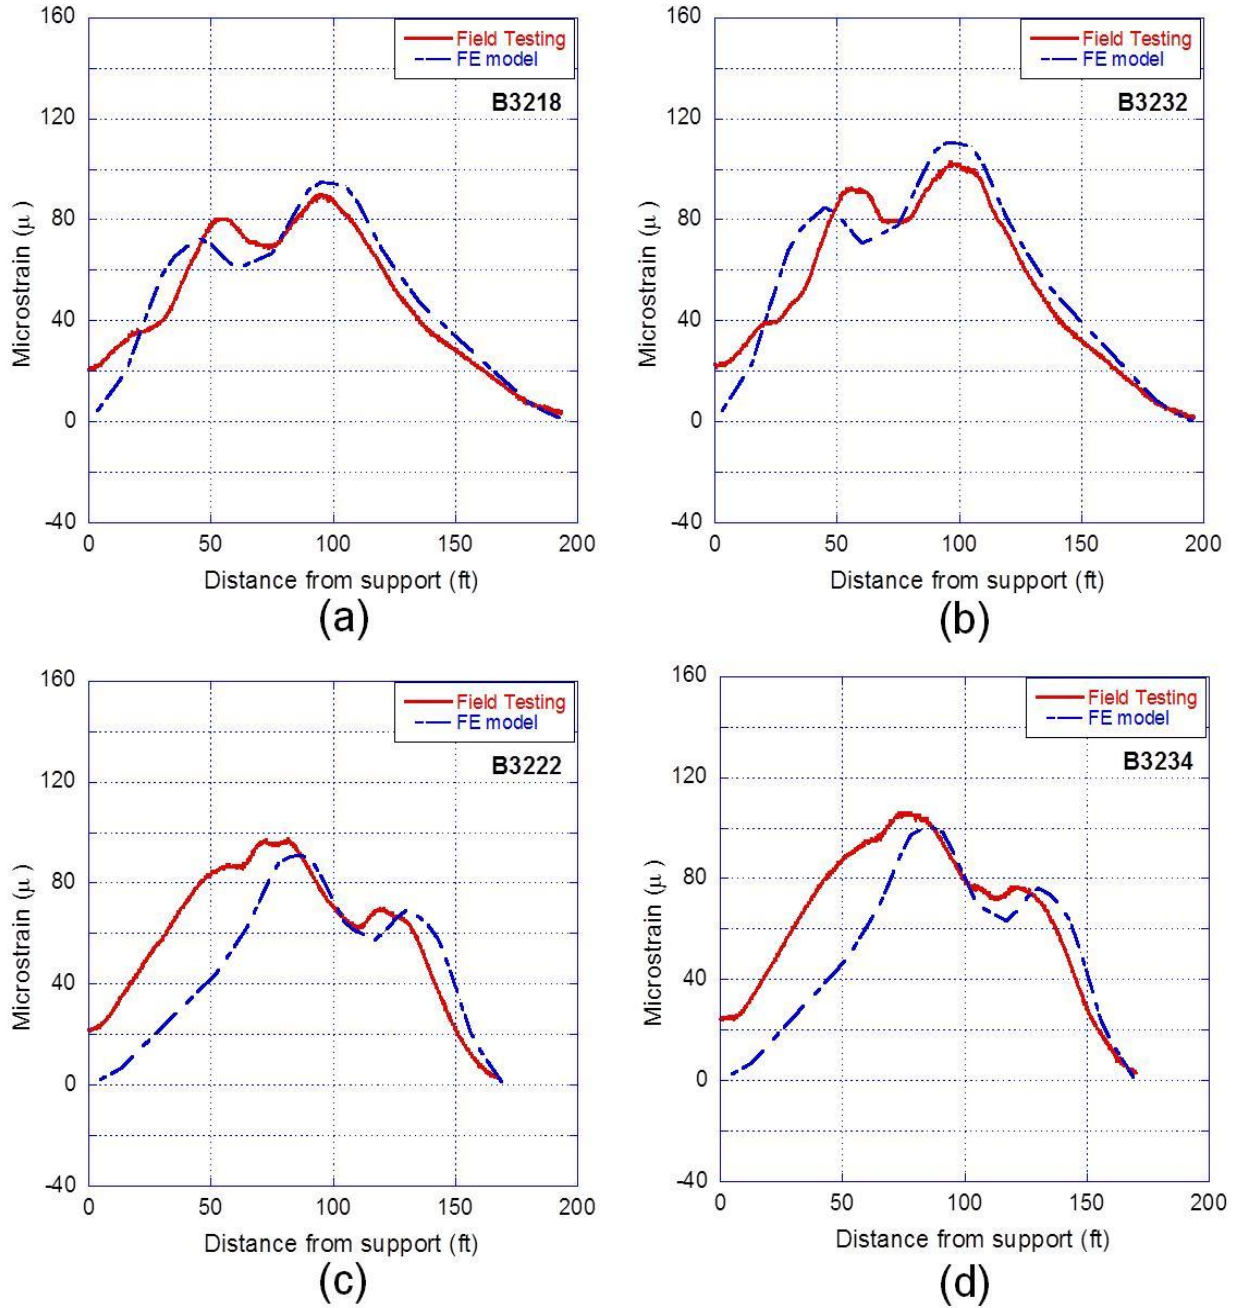 160
Field Testing
FE model
B3218
120
80
40
0
-40
Microstrain (μ )
0 50 100 150 200
Distance from support (ft)
(a)
160
Field Testing
FE model
B3232
120
80
40
0
-40
Microstrain (μ )
0 50 100 150 200
Distance from support (ft)
(b)
160
Field Testing
FE model
B3222
120
80
40
0
-40
Microstrain (μ )
0 50 100 150 200
Distance from support (ft)
(c)
160
Field Testing
FE model
B3234
120
80
40
0
-40
Microstrain (μ )
0 50 100 150 200
Distance from support (ft)
(d)